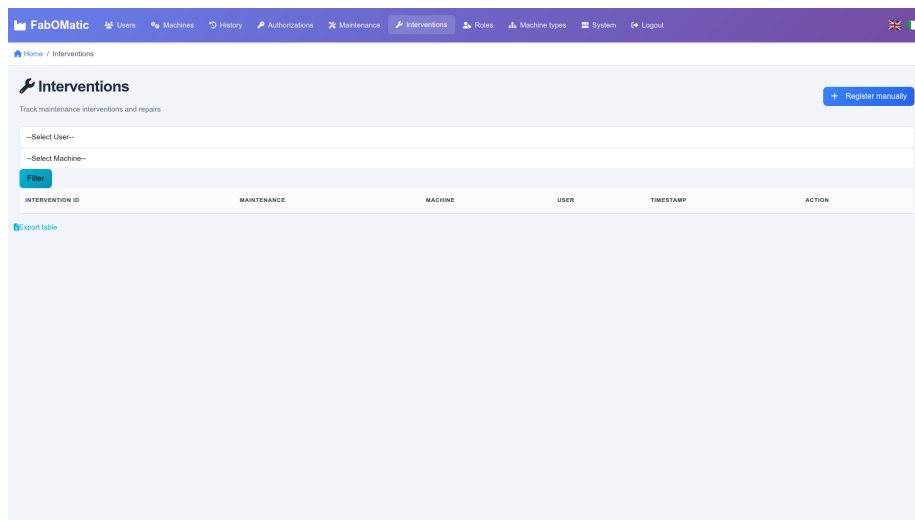 FabOMatic Users Machines History Authorizations Maintenance Interventions Roles Machine types System Logout
Home / Interventions
Interventions
Register manually
Track maintenance interventions and repairs
--Select User--
--Select Machine--
Filter
INTERVENTION ID MAINTENANCE MACHINE USER TIMESTAMP ACTION
Export table